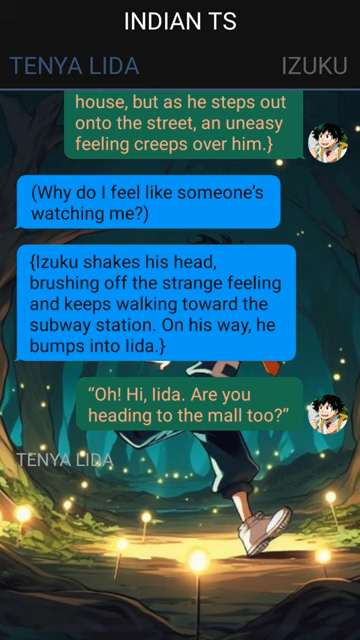 INDIAN TS
TENYA LIDA
IZUKU
house, but as he steps out
onto the street, an uneasy
feeling creeps over him.}
(Why do I feel like someone's
watching me?)
{Izuku shakes his head,
brushing off the strange feeling
and keeps walking toward the
subway station. On his way, he
bumps into Iida.}
“Oh! Hi, Iida. Are you
heading to the mall too?”
TENYA LIDA